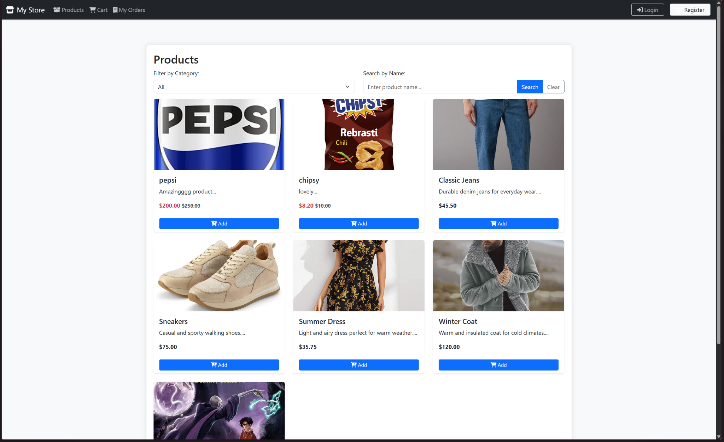 My Store Products Cart My Orders Login Register
Products
Filter by Category: Search by Name:
All Enter product name... Search Clear
PEPSI CHIPSY
Rebrasti
Chili
pepsi chipsy Classic Jeans
Amazingggg product... lovely... Durable denim jeans for everyday wear...
$200.00 $250.00 $8.20 $10.00 $45.50
Add Add Add
Sneakers Summer Dress Winter Coat
Casual and sporty walking shoes... Light and airy dress perfect for warm weather... Warm and insulated coat for cold climates...
$75.00 $35.75 $120.00
Add Add Add